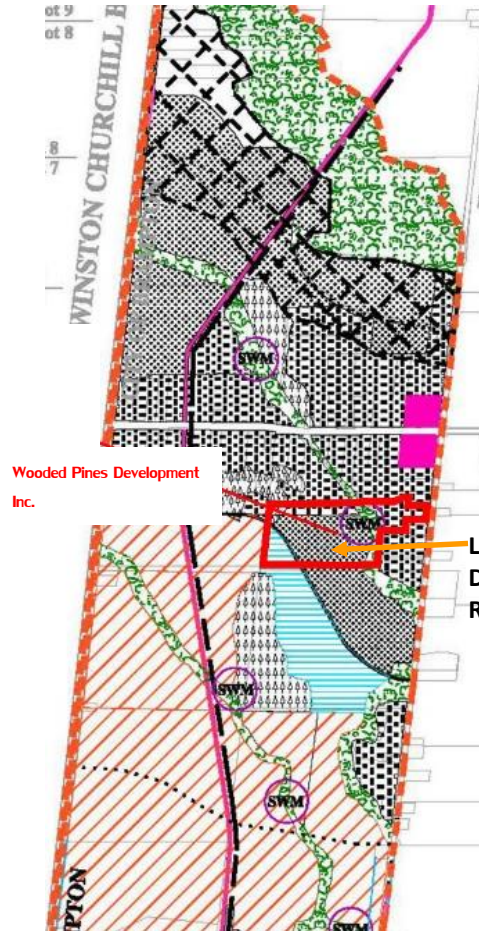 ot 9
ot 8
8
7
WINSTON CHURCHILL B
SWM
Wooded Pines Development
Inc.
SWM
L
D
R
SWM
SWM
PTON
SWM